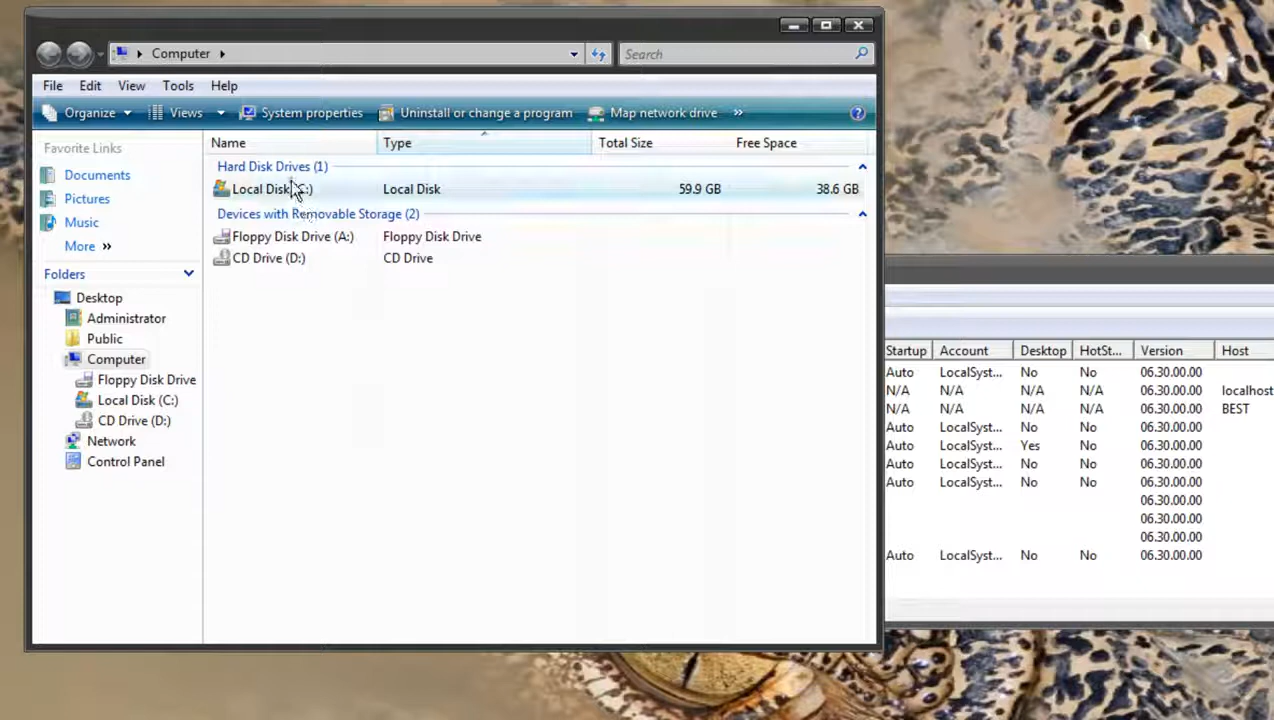 Computer
Search
File Edit View Tools Help
Organize Views System properties Uninstall or change a program Map network drive »
Favorite Links
Documents
Pictures
Music
More »
Folders
Desktop
Administrator
Public
Computer
Floppy Disk Drive
Local Disk (C:)
CD Drive (D:)
Network
Control Panel
Name Type Total Size Free Space
Hard Disk Drives (1)
Local Disk (C:) Local Disk 59.9 GB 38.6 GB
Devices with Removable Storage (2)
Floppy Disk Drive (A:) Floppy Disk Drive
CD Drive (D:) CD Drive
Startup Account Desktop HotSt... Version Host
Auto LocalSyst... No No 06.30.00.00
N/A N/A N/A N/A 06.30.00.00 localhost
N/A N/A N/A N/A 06.30.00.00 BEST
Auto LocalSyst... No No 06.30.00.00
Auto LocalSyst... Yes No 06.30.00.00
Auto LocalSyst... No No 06.30.00.00
Auto LocalSyst... No No 06.30.00.00
06.30.00.00
06.30.00.00
06.30.00.00
Auto LocalSyst... No No 06.30.00.00